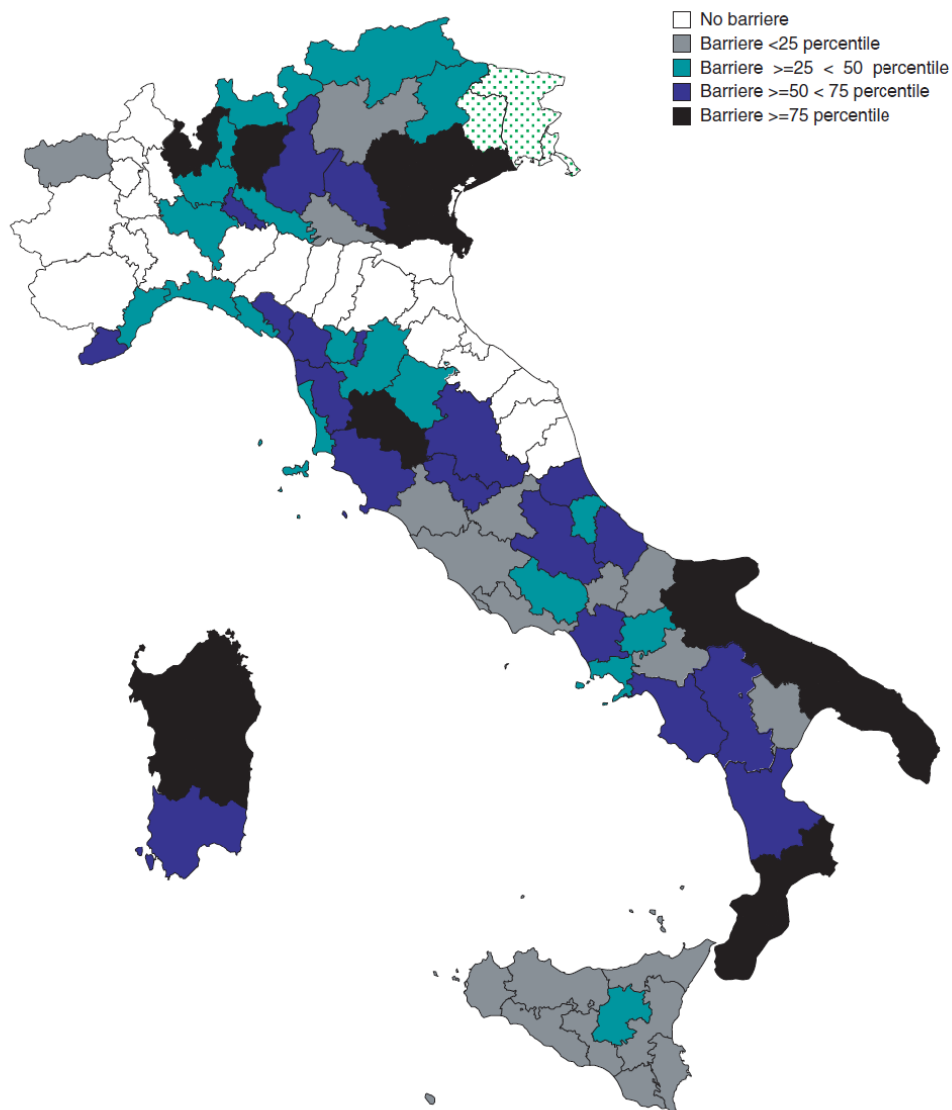 No barriere
Barriere <25 percentile
Barriere >=25 < 50 percentile
Barriere >=50 < 75 percentile
Barriere >=75 percentile